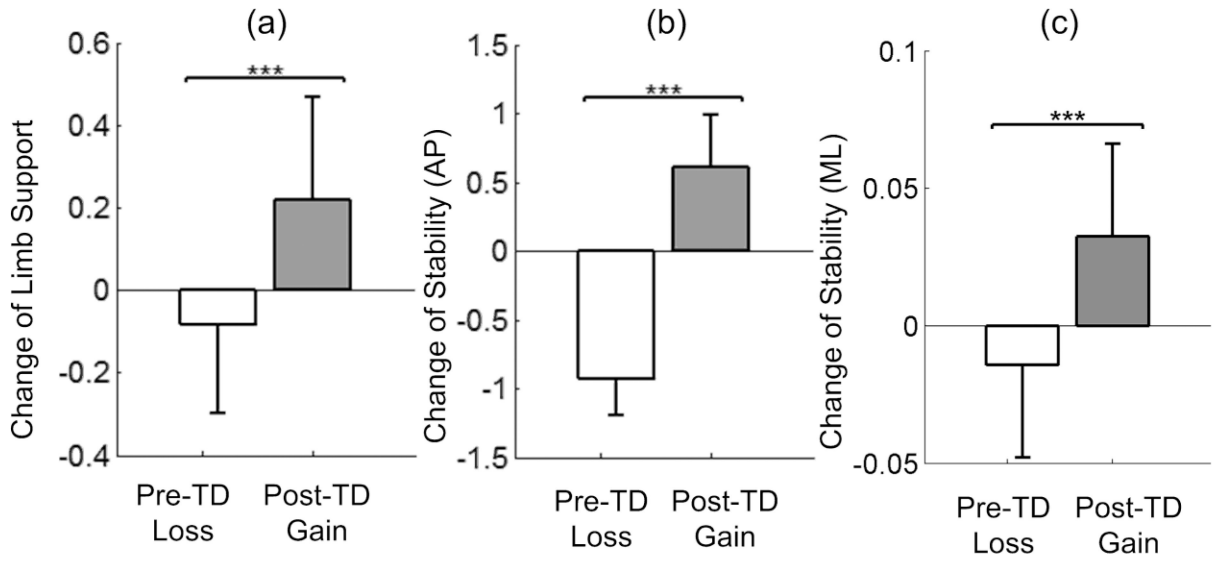 (a)
Change of Limb Support
0.6
0.4
0.2
0
-0.2
-0.4
***
Pre-TD
Loss
Post-TD
Gain
(b)
Change of Stability (AP)
1.5
1
0.5
0
-0.5
-1
-1.5
***
Pre-TD
Loss
Post-TD
Gain
(c)
Change of Stability (ML)
0.1
0.05
0
-0.05
***
Pre-TD
Loss
Post-TD
Gain